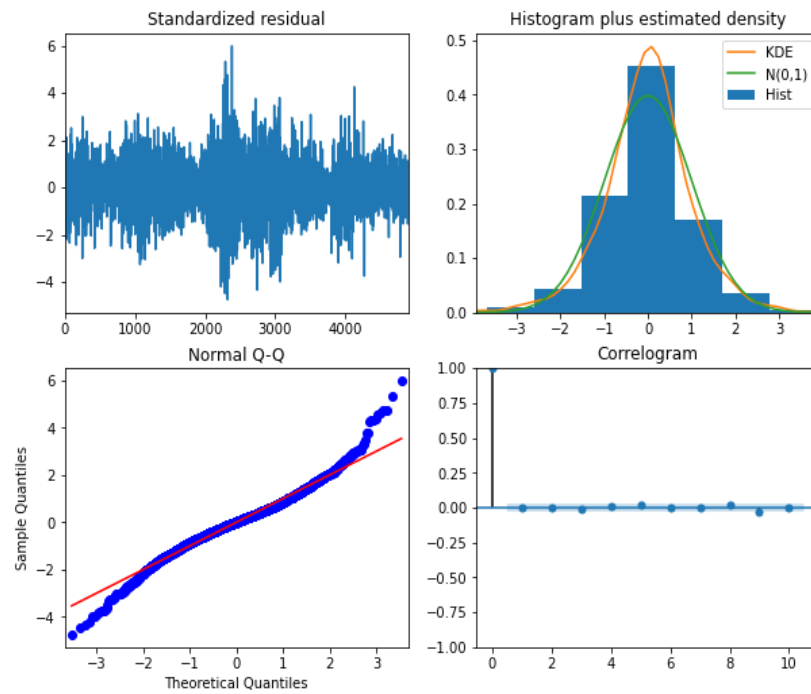 Standardized residual
6
4
2
0
−2
−4
0 1000 2000 3000 4000
Histogram plus estimated density
KDE
N(0,1)
Hist
0.5
0.4
0.3
0.2
0.1
0.0
−3 −2 −1 0 1 2 3
Normal Q-Q
Sample Quantiles
6
4
2
0
−2
−4
−3 −2 −1 0 1 2 3
Theoretical Quantiles
Correlogram
1.00
0.75
0.50
0.25
0.00
−0.25
−0.50
−0.75
−1.00
0 2 4 6 8 10